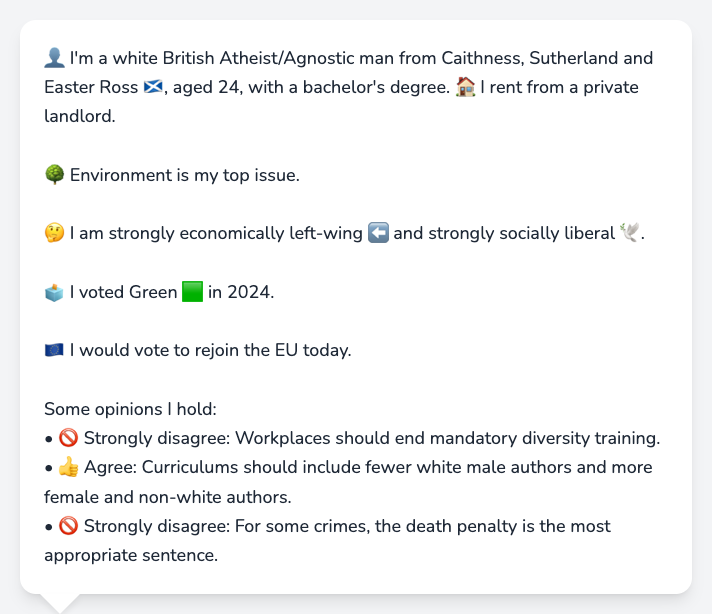 👤 I'm a white British Atheist/Agnostic man from Caithness, Sutherland and
Easter Ross 🏴󠁧󠁢󠁳󠁣󠁴󠁿, aged 24, with a bachelor's degree. 🏠 I rent from a private
landlord.
🌳 Environment is my top issue.
🤔 I am strongly economically left-wing ⬅️ and strongly socially liberal 🕊️.
🗳️ I voted Green 🟩 in 2024.
🇪🇺 I would vote to rejoin the EU today.
Some opinions I hold:
• 🚫 Strongly disagree: Workplaces should end mandatory diversity training.
• 👍 Agree: Curriculums should include fewer white male authors and more
female and non-white authors.
• 🚫 Strongly disagree: For some crimes, the death penalty is the most
appropriate sentence.